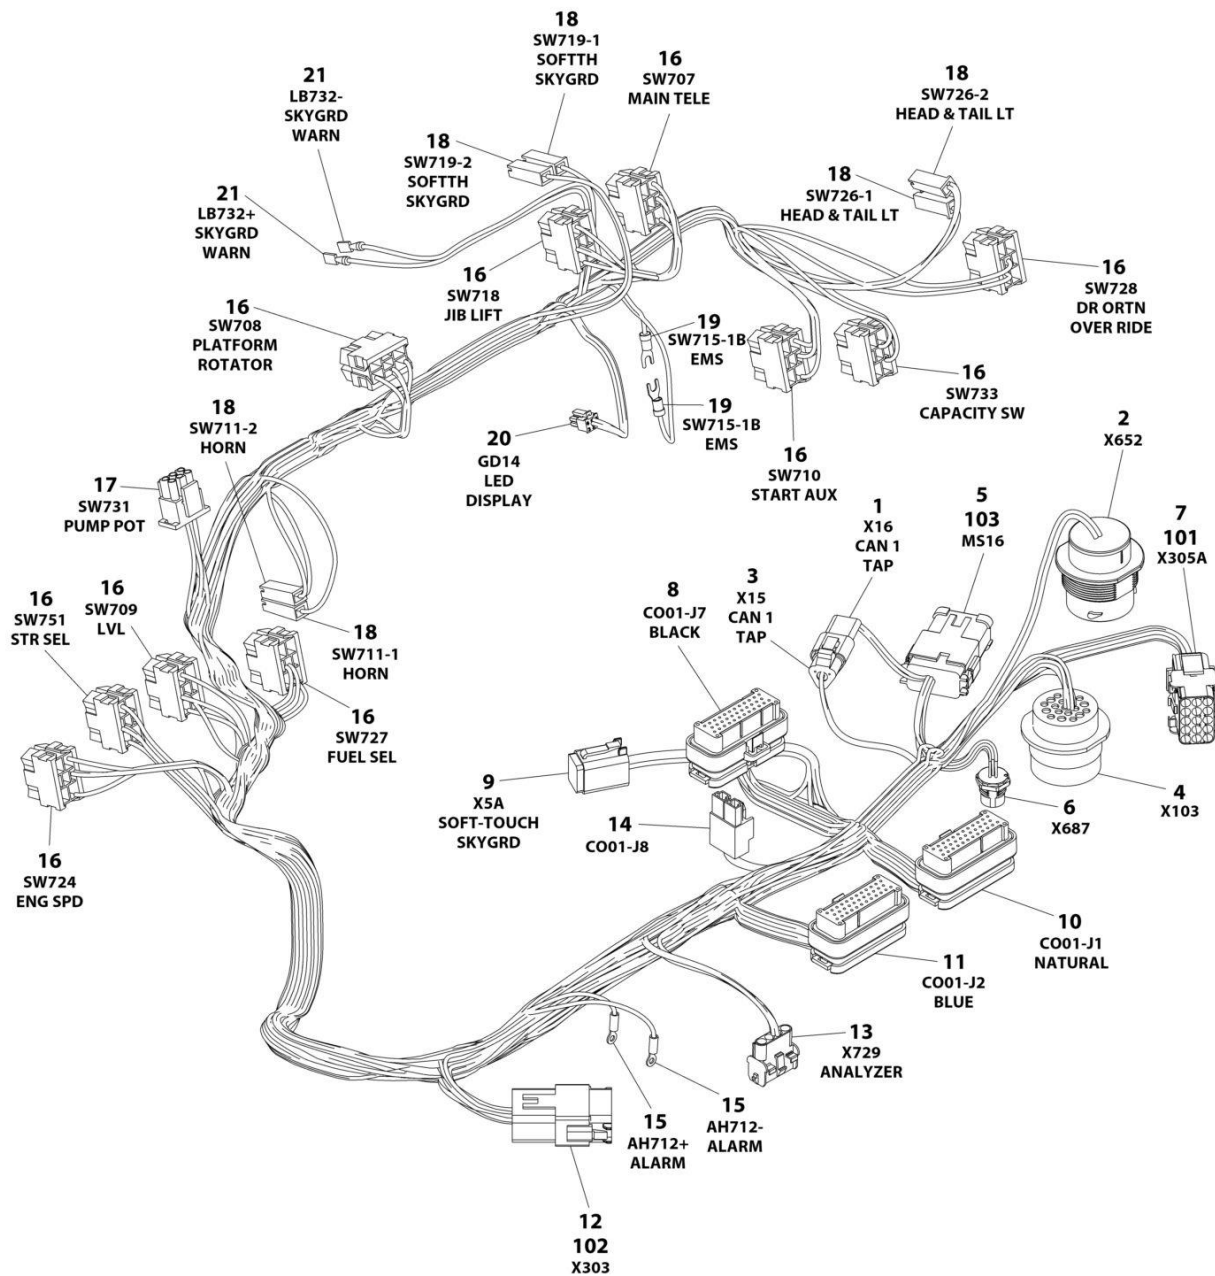 18
SW719-1
SOFTTH
SKYGRD
16
SW707
MAIN TELE
18
SW726-2
HEAD & TAIL LT
21
LB732-
SKYGRD
WARN
18
SW719-2
SOFTTH
SKYGRD
18
SW726-1
HEAD & TAIL LT
21
LB732+
SKYGRD
WARN
16
SW718
JIB LIFT
16
SW728
DR ORTN
OVER RIDE
16
SW708
PLATFORM
ROTATOR
19
SW715-1B
EMS
16
SW733
CAPACITY SW
18
SW711-2
HORN
19
SW715-1B
EMS
20
GD14
LED
DISPLAY
16
SW710
START AUX
2
X652
17
SW731
PUMP POT
1
X16
CAN 1
TAP
5
103
MS16
7
101
X305A
16
SW751
STR SEL
16
SW709
LVL
18
SW711-1
HORN
8
CO01-J7
BLACK
3
X15
CAN 1
TAP
16
SW727
FUEL SEL
9
X5A
SOFT-TOUCH
SKYGRD
14
CO01-J8
6
X687
4
X103
16
SW724
ENG SPD
10
CO01-J1
NATURAL
11
CO01-J2
BLUE
13
X729
ANALYZER
15
AH712+
ALARM
15
AH712-
ALARM
12
102
X303